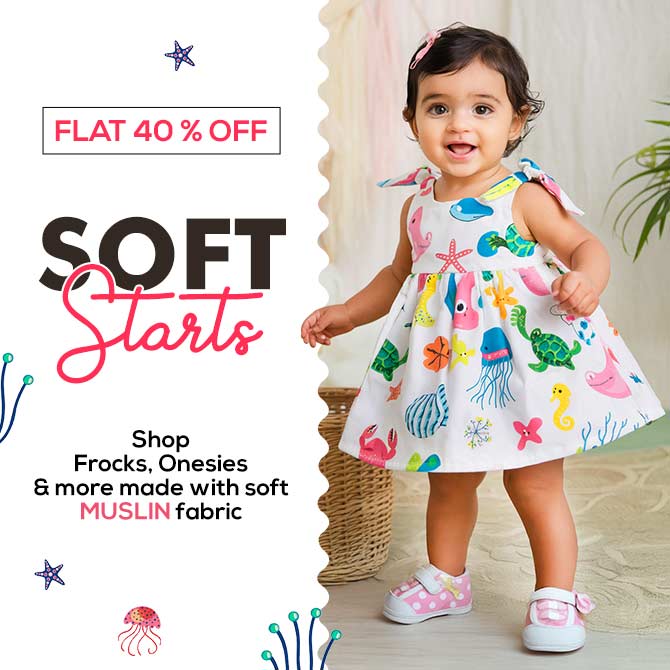 FLAT 40 % OFF
SOFT
Starts
Shop
Frocks, Onesies
& more made with soft
MUSLIN fabric